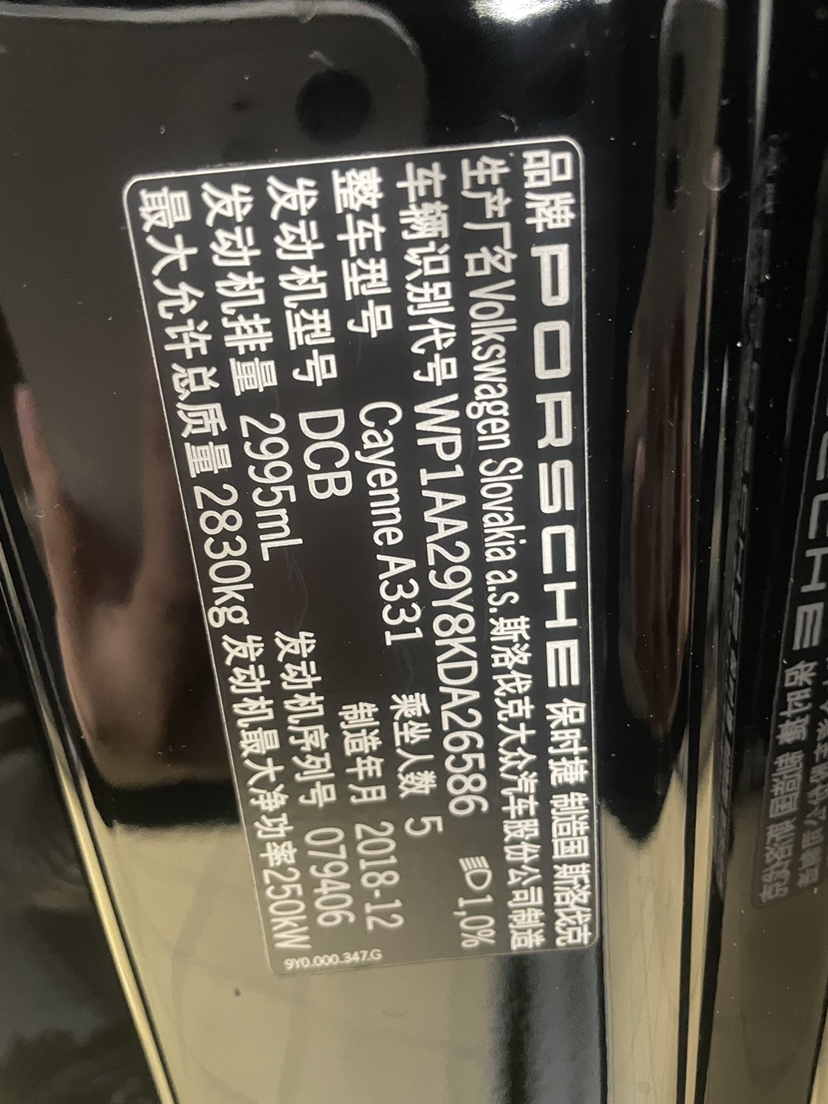 品牌 PORSCHE 保时捷 制造国 斯洛伐克
生产厂名 Volkswagen Slovakia a.s. 斯洛伐克大众汽车股份公司制造
车辆识别代号 WP1AA29Y8KDA26586 1,0%
整车型号 Cayenne A331 乘坐人数 5
发动机型号 DCB 制造年月 2018-12
发动机排量 2995mL 发动机序列号 079406
最大允许总质量 2830kg 发动机最大净功率250kW
9Y0.000.347.G